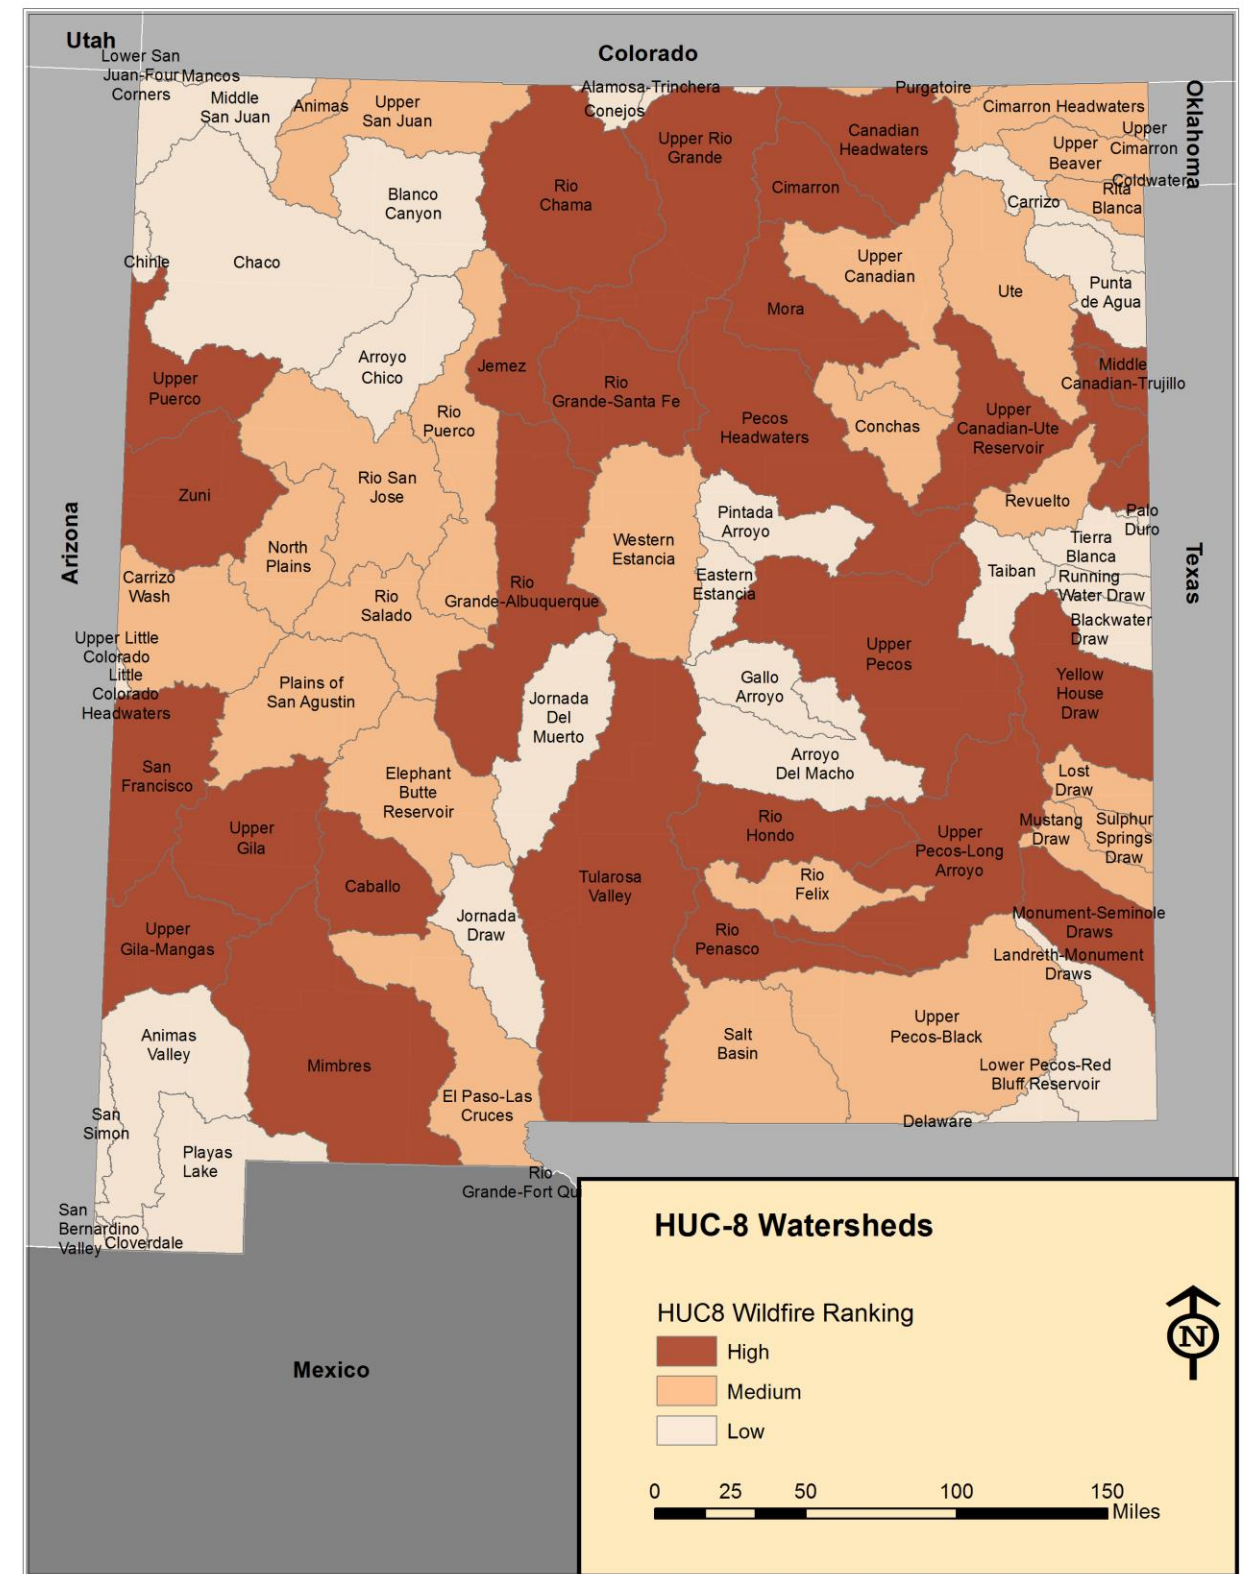 Utah
Colorado
Oklahoma
Arizona
Texas
Mexico
Lower San
Juan-Four
Corners
Mancos
Middle
San Juan
Animas
Upper
San Juan
Alamosa-Trinchera
Conejos
Upper Rio
Grande
Purgatoire
Canadian
Headwaters
Cimarron Headwaters
Upper
Beaver
Upper
Cimarron
Coldwater
Rita
Blanca
Carrizo
Cimarron
Rio
Chama
Blanco
Canyon
Chinle
Chaco
Upper
Canadian
Ute
Punta
de Agua
Mora
Arroyo
Chico
Jemez
Rio
Grande-Santa Fe
Middle
Canadian-Trujillo
Upper
Puerco
Rio
Puerco
Pecos
Headwaters
Conchas
Upper
Canadian-Ute
Reservoir
Zuni
Rio San
Jose
Revuelto
Pintada
Arroyo
Palo
Duro
Western
Estancia
North
Plains
Tierra
Blanca
Carrizo
Wash
Eastern
Estancia
Taiban
Running
Water Draw
Rio
Salado
Rio
Grande-Albuquerque
Blackwater
Draw
Upper Little
Colorado
Little
Colorado
Headwaters
Upper
Pecos
Yellow
House
Draw
Plains of
San Agustin
Jornada
Del
Muerto
Gallo
Arroyo
Arroyo
Del Macho
San
Francisco
Elephant
Butte
Reservoir
Lost
Draw
Upper
Gila
Rio
Hondo
Upper
Pecos-Long
Arroyo
Mustang
Draw
Sulphur
Springs
Draw
Caballo
Tularosa
Valley
Rio
Felix
Jornada
Draw
Upper
Gila-Mangas
Rio
Penasco
Monument-Seminole
Draws
Landreth-Monument
Draws
Animas
Valley
Mimbres
Salt
Basin
Upper
Pecos-Black
Lower Pecos-Red
Bluff Reservoir
San
Simon
El Paso-Las
Cruces
Delaware
Playas
Lake
Rio
Grande-Fort Qui
San
Bernardino
Valley
Cloverdale
HUC-8 Watersheds
HUC8 Wildfire Ranking
High
Medium
Low
N
0 25 50 100 150
Miles